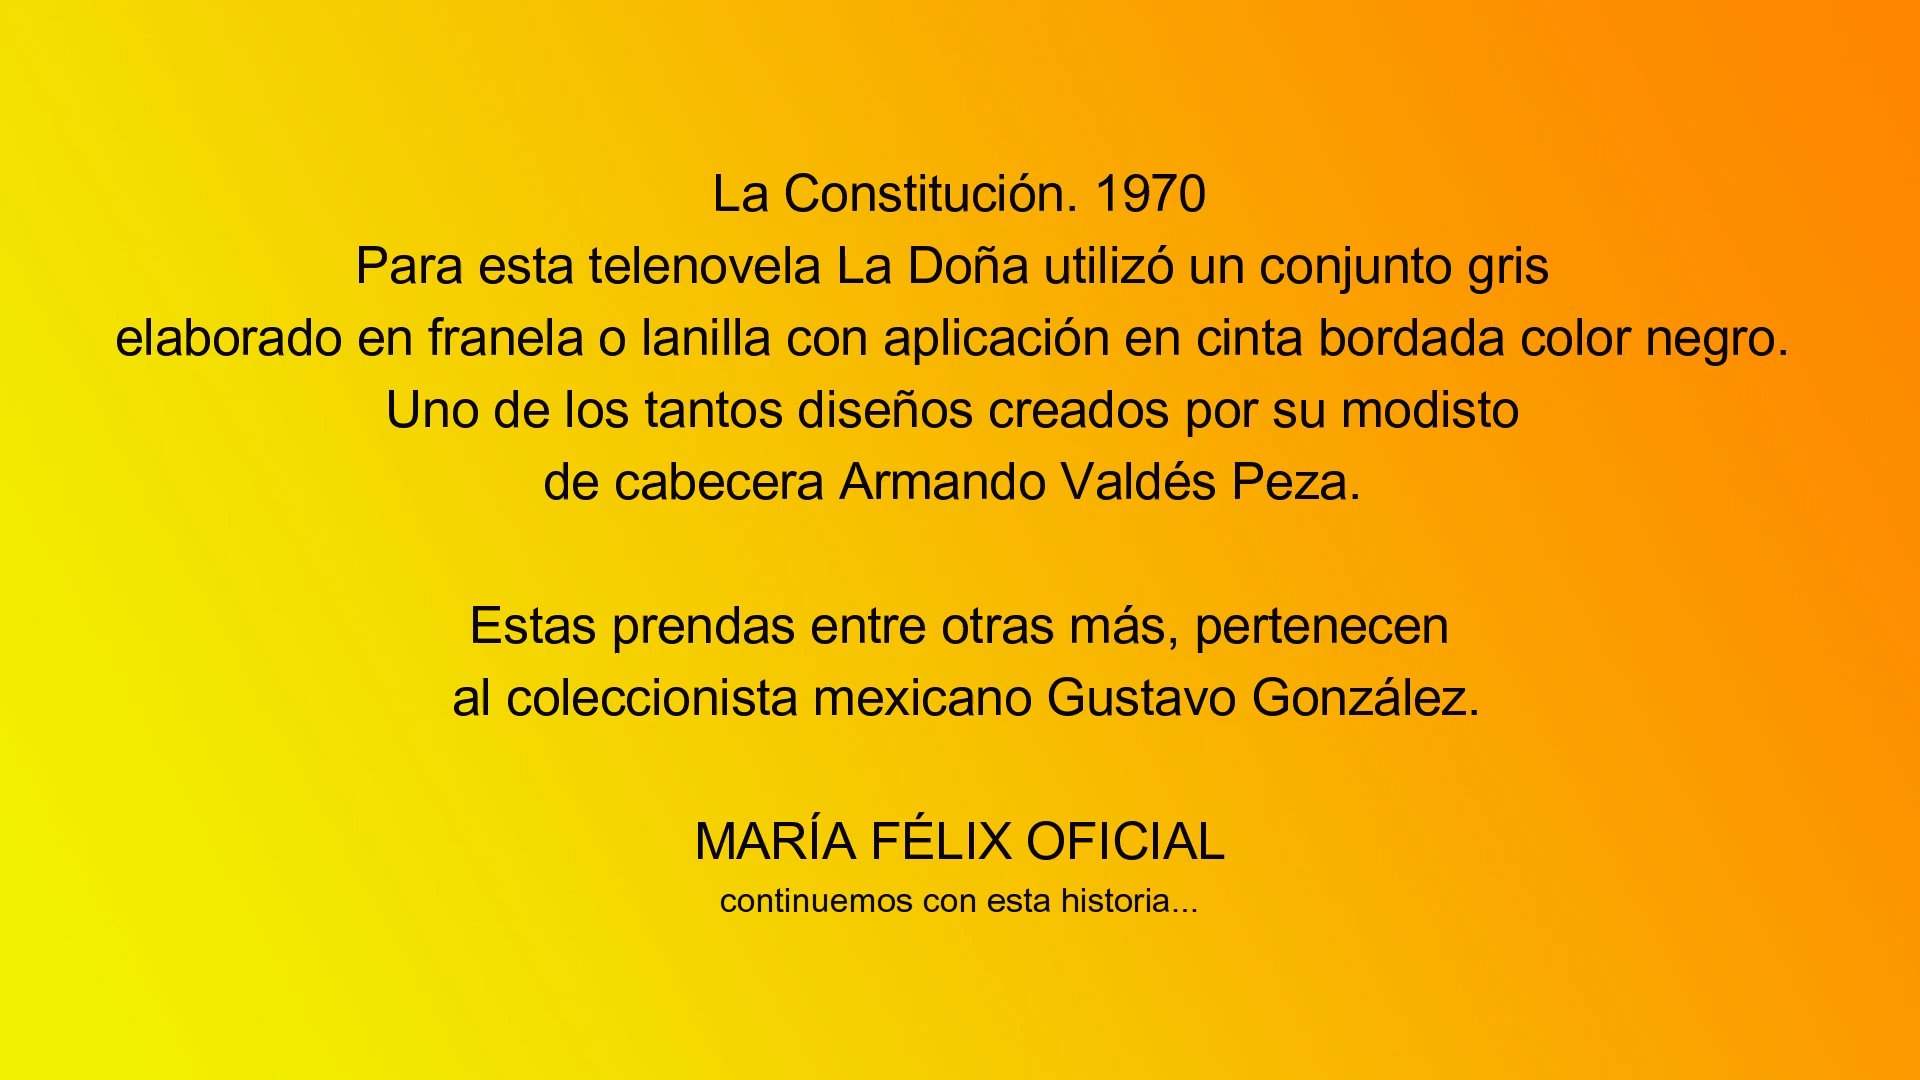 La Constitución. 1970
Para esta telenovela La Doña utilizó un conjunto gris
elaborado en franela o lanilla con aplicación en cinta bordada color negro.
Uno de los tantos diseños creados por su modisto
de cabecera Armando Valdés Peza.
Estas prendas entre otras más, pertenecen
al coleccionista mexicano Gustavo González.
MARÍA FÉLIX OFICIAL
continuemos con esta historia...